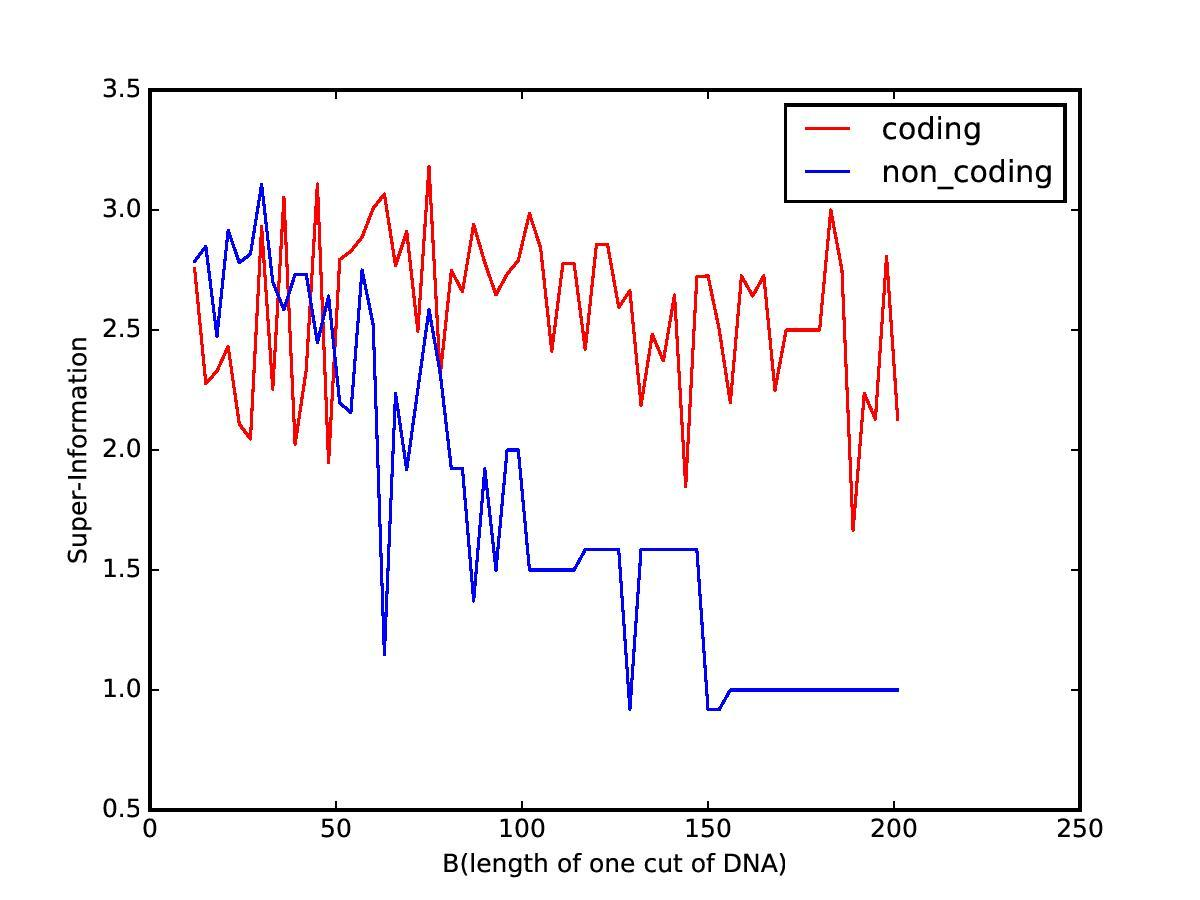 3.5
3.0
2.5
2.0
1.5
1.0
0.5
Super-Information
coding
non_coding
0 50 100 150 200 250
B(length of one cut of DNA)